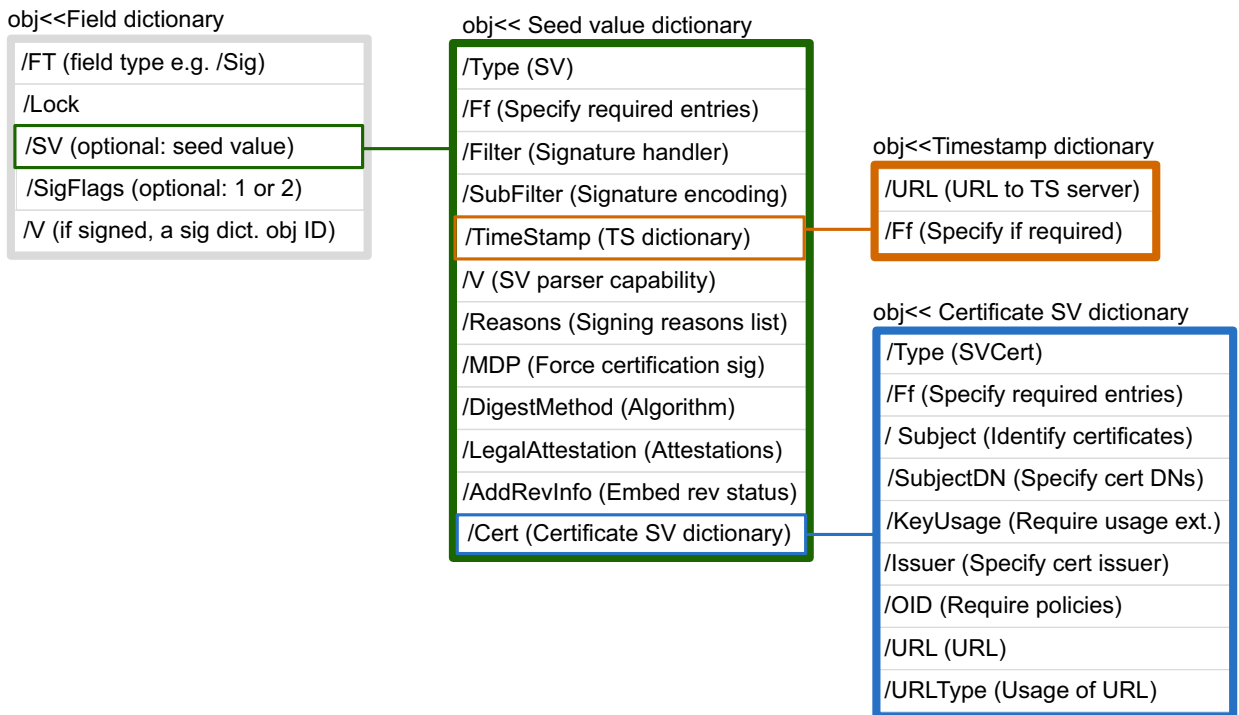 obj<<Field dictionary
/FT (field type e.g. /Sig)
/Lock
/SV (optional: seed value)
/SigFlags (optional: 1 or 2)
/V (if signed, a sig dict. obj ID)
obj<< Seed value dictionary
/Type (SV)
/Ff (Specify required entries)
/Filter (Signature handler)
/SubFilter (Signature encoding)
/TimeStamp (TS dictionary)
/V (SV parser capability)
/Reasons (Signing reasons list)
/MDP (Force certification sig)
/DigestMethod (Algorithm)
/LegalAttestation (Attestations)
/AddRevInfo (Embed rev status)
/Cert (Certificate SV dictionary)
obj<<Timestamp dictionary
/URL (URL to TS server)
/Ff (Specify if required)
obj<< Certificate SV dictionary
/Type (SVCert)
/Ff (Specify required entries)
/ Subject (Identify certificates)
/SubjectDN (Specify cert DNs)
/KeyUsage (Require usage ext.)
/Issuer (Specify cert issuer)
/OID (Require policies)
/URL (URL)
/URLType (Usage of URL)